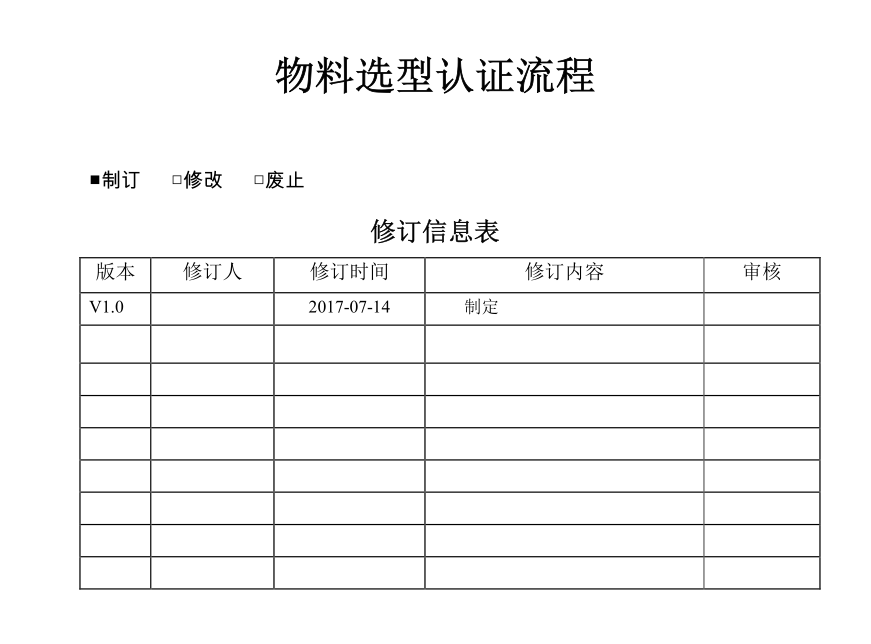 物料选型认证流程
■制订 □修改 □废止
修订信息表
版本 修订人 修订时间 修订内容 审核
V1.0 2017-07-14 制定